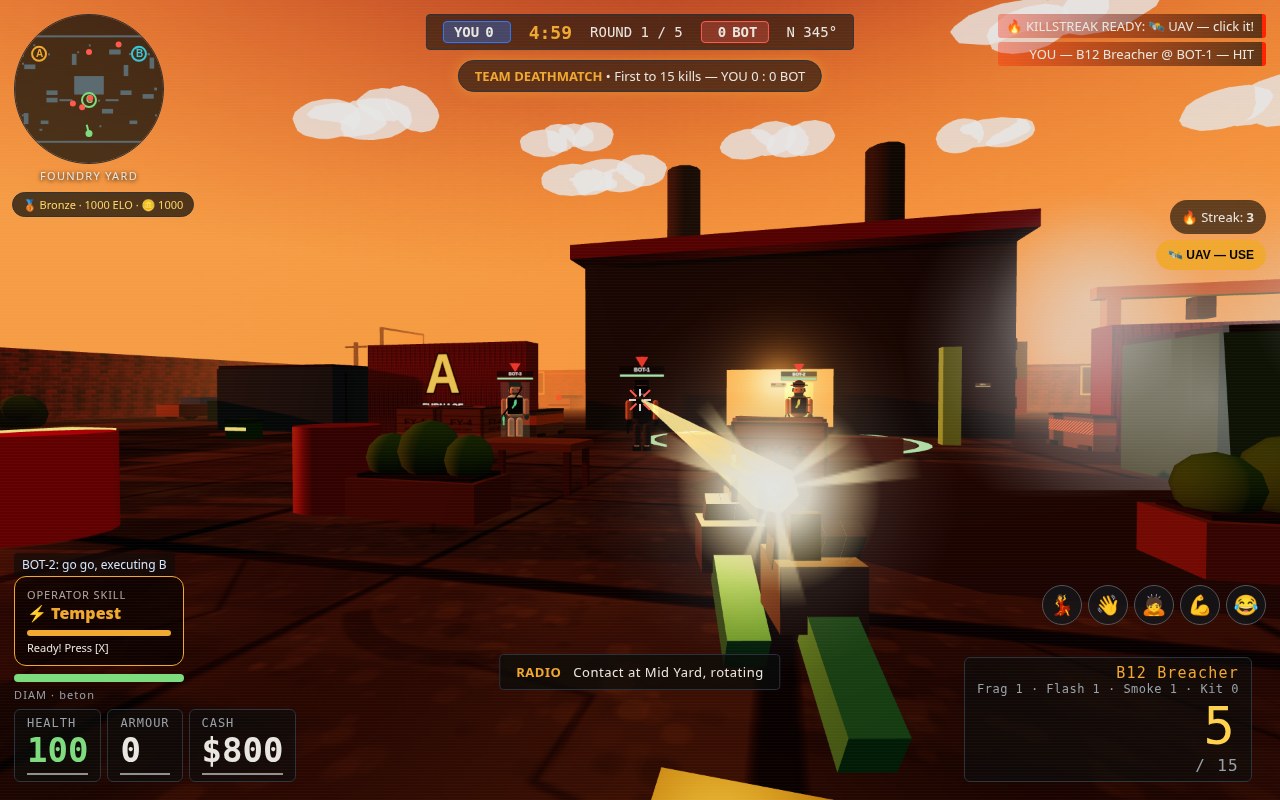 YOU 0 4:59 ROUND 1 / 5 0 BOT N 345°
TEAM DEATHMATCH • First to 15 kills — YOU 0 : 0 BOT
🔥 KILLSTREAK READY: 🛰️ UAV — click it!
YOU — B12 Breacher @ BOT-1 — HIT
A B
FOUNDRY YARD
🥉 Bronze · 1000 ELO · 🪙 1000
🔥 Streak: 3
🛰️ UAV — USE
A
BOT-3
BOT-1
BOT-2
BOT-2: go go, executing B
OPERATOR SKILL
⚡ Tempest
Ready! Press [X]
DIAM · beton
HEALTH
100
ARMOUR
0
CASH
$800
RADIO Contact at Mid Yard, rotating
B12 Breacher
Frag 1 · Flash 1 · Smoke 1 · Kit 0
5
/ 15